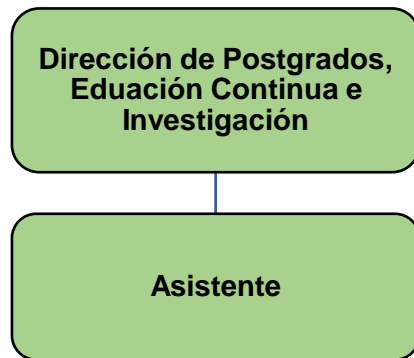 Dirección de Postgrados,
Eduación Continua e
Investigación
Asistente